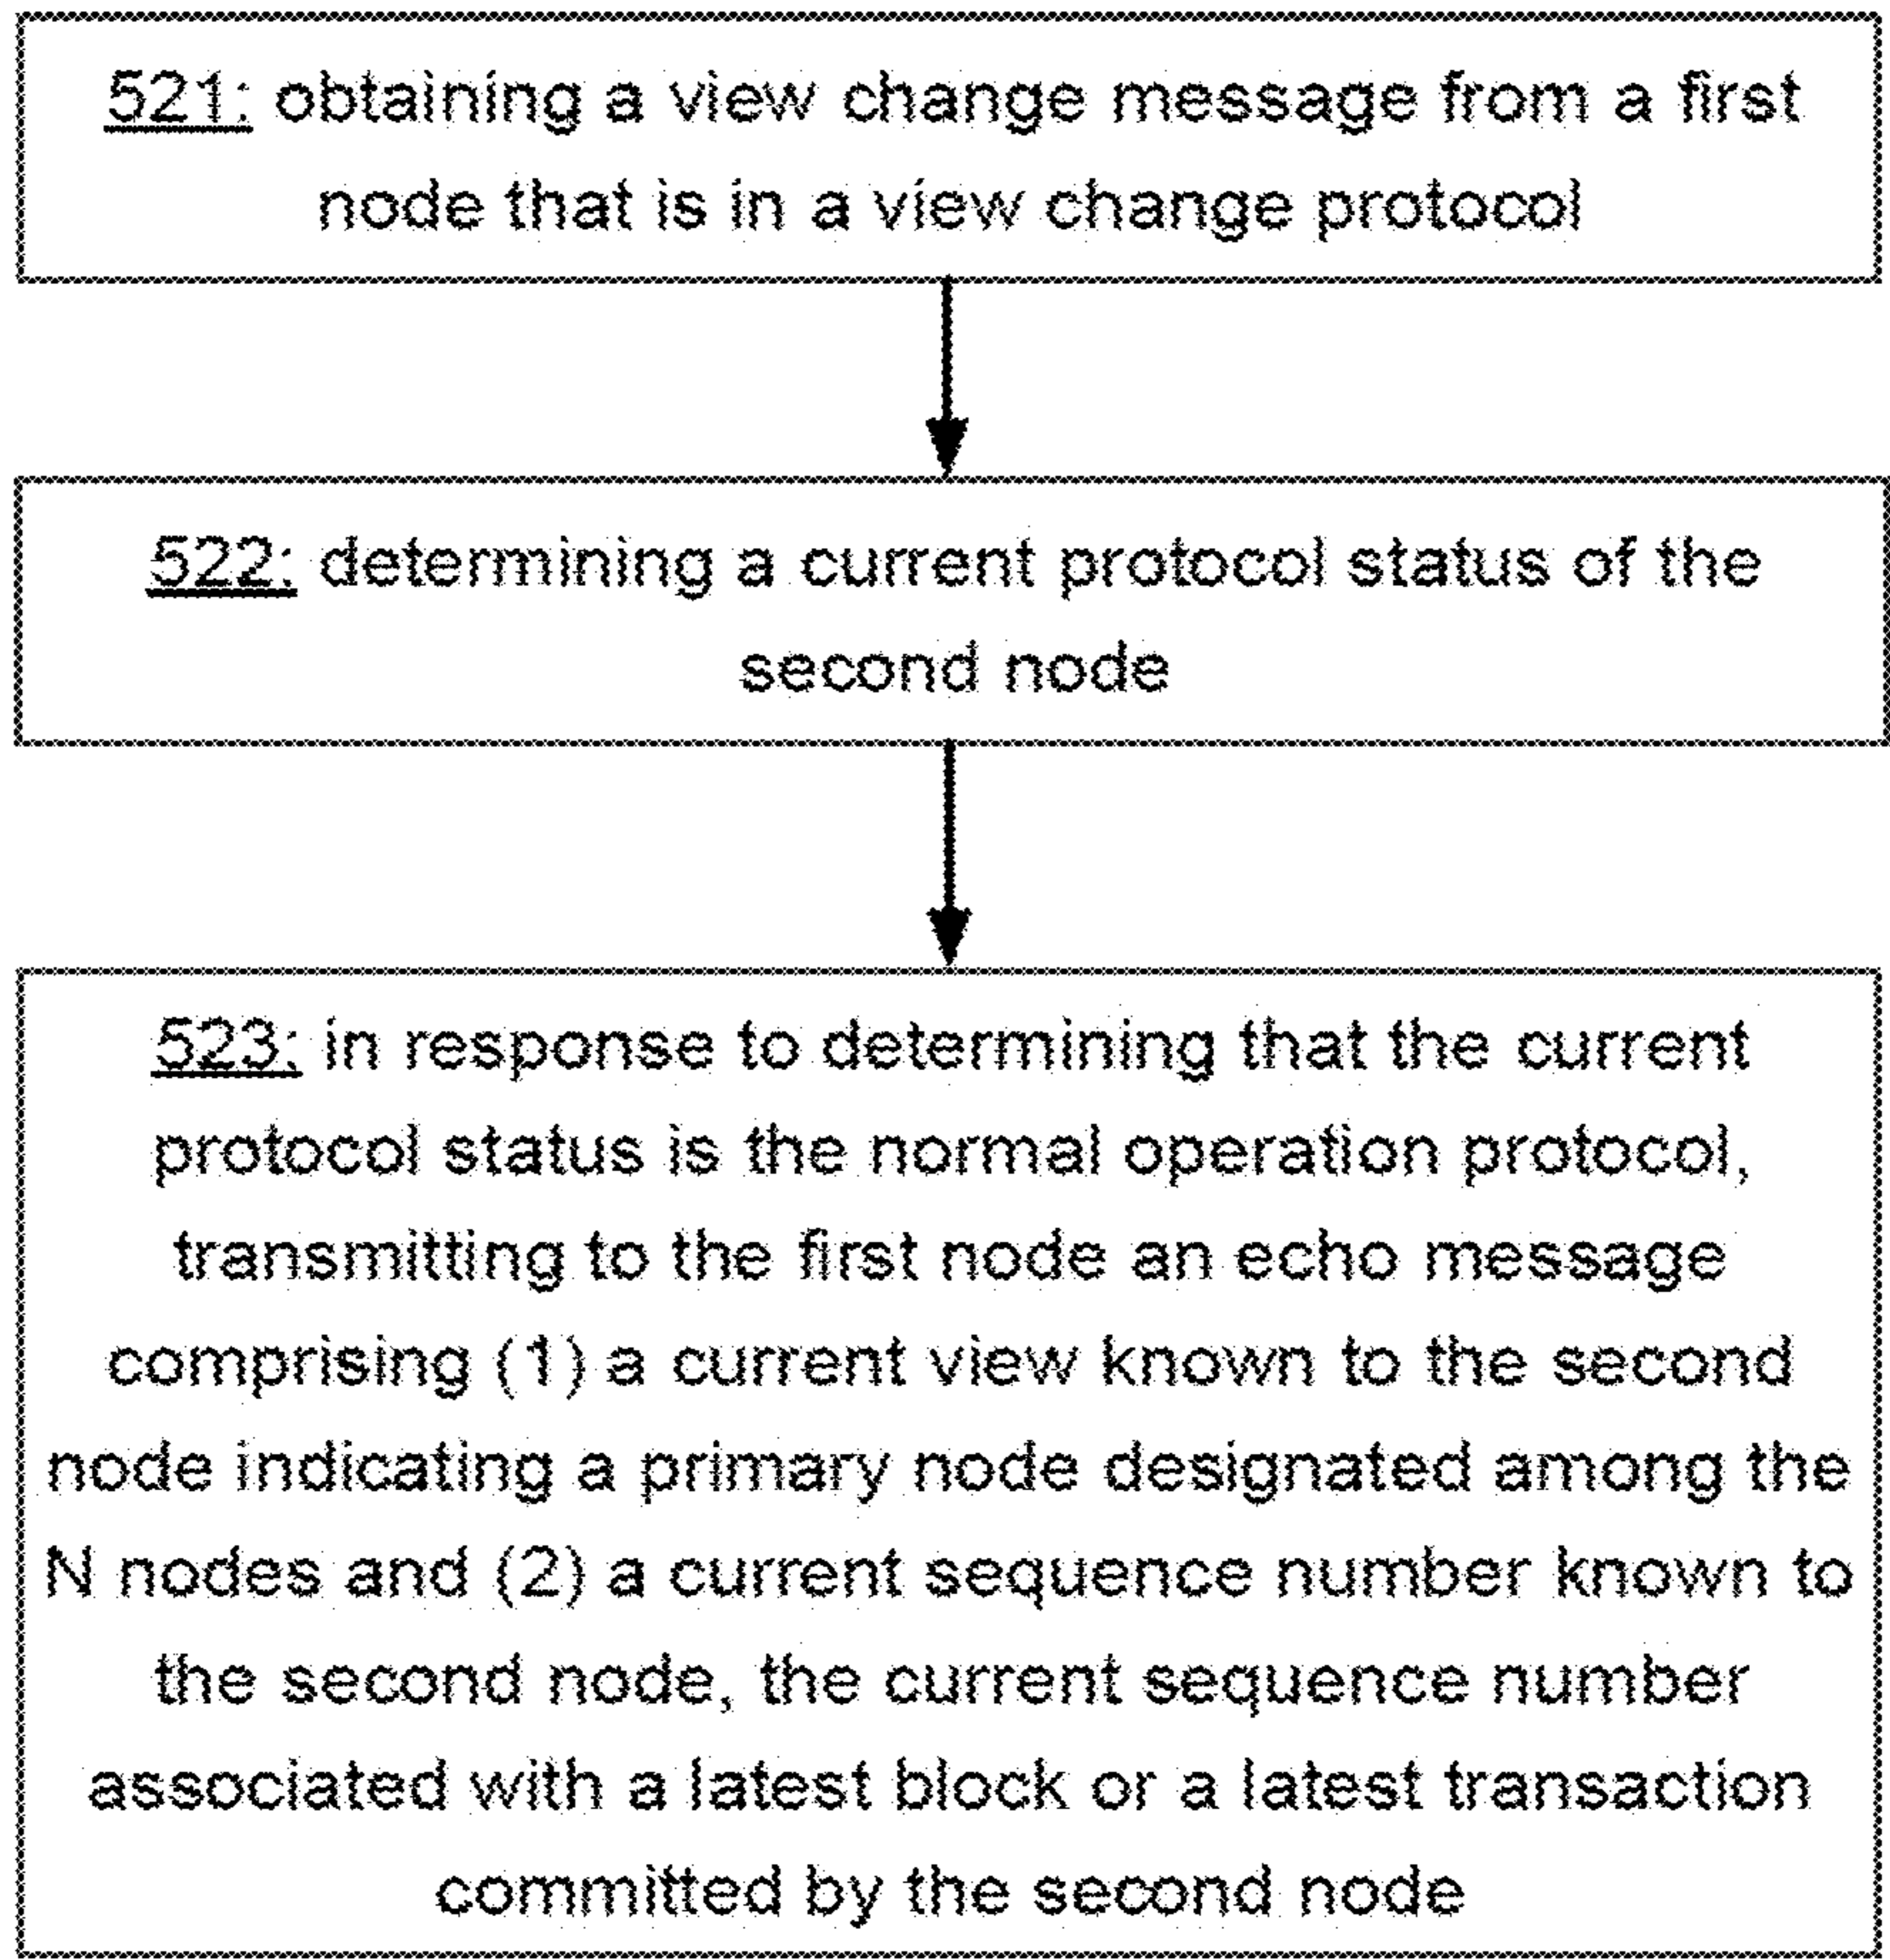 521: obtaining a view change message from a first
node that is in a view change protocol
522: determining a current protocol status of the
second node
523: in response to determining that the current
protocol status is the normal operation protocol,
transmitting to the first node an echo message
comprising (1) a current view known to the second
node indicating a primary node designated among the
N nodes and (2) a current sequence number known to
the second node, the current sequence number
associated with a latest block or a latest transaction
committed by the second node